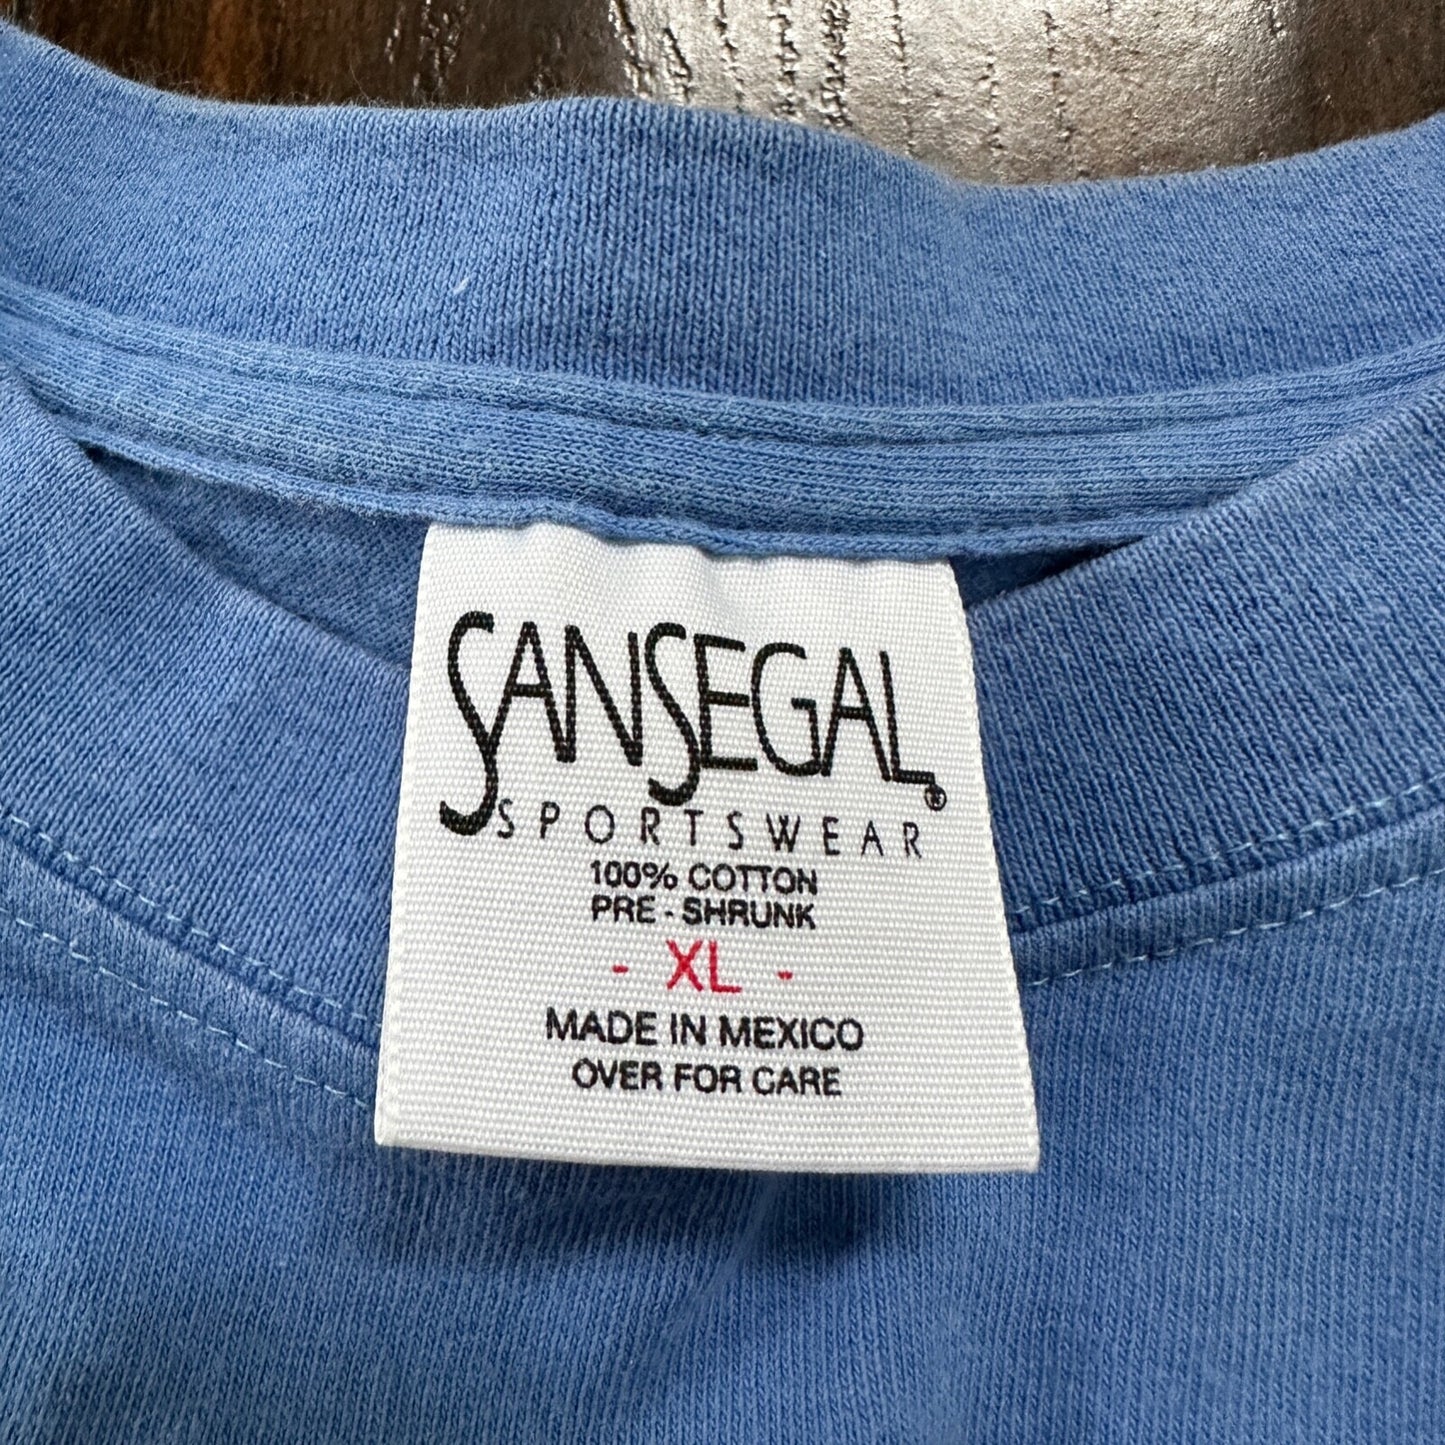 SANSEGAL®
SPORTSWEAR
100% COTTON
PRE - SHRUNK
- XL -
MADE IN MEXICO
OVER FOR CARE